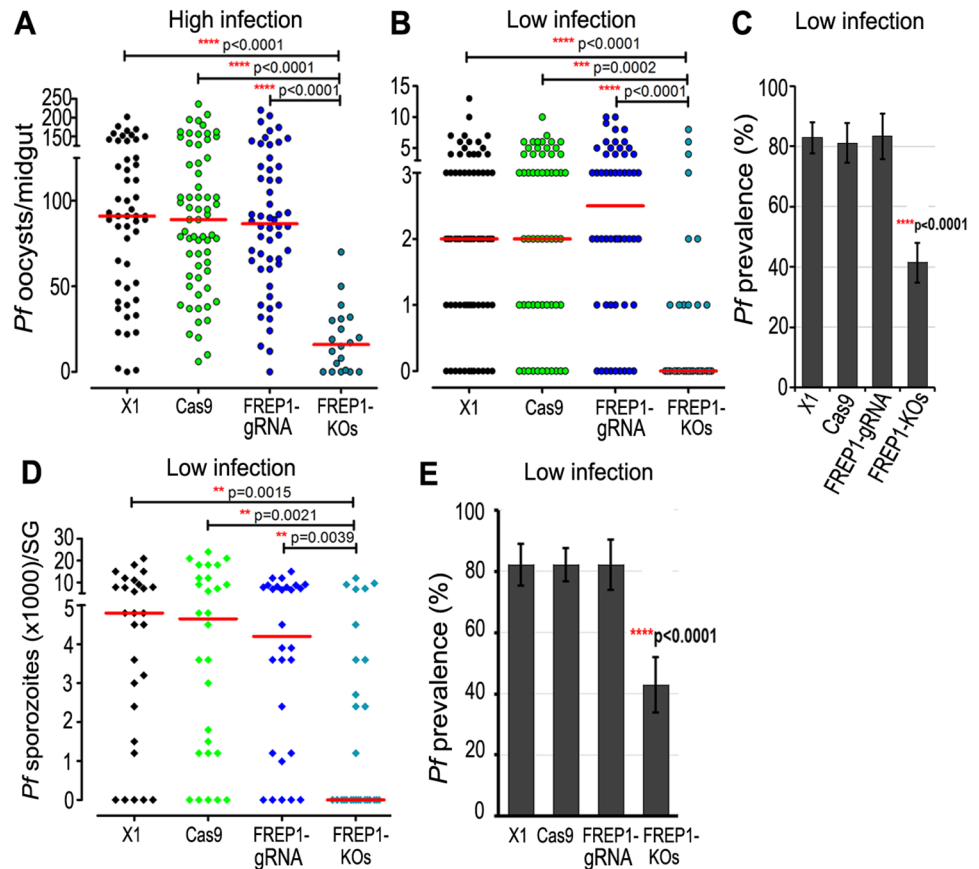 A
High infection
**** p<0.0001
**** p<0.0001
**** p<0.0001
Pf oocysts/midgut
250
200
150
100
50
0
X1
Cas9
FREP1-
gRNA
FREP1-
KOs
B
Low infection
**** p<0.0001
*** p=0.0002
**** p<0.0001
15
10
5
3
2
1
0
X1
Cas9
FREP1-
gRNA
FREP1-
KOs
C
Low infection
Pf prevalence (%)
100
80
60
40
20
0
****p<0.0001
X1
Cas9
FREP1-gRNA
FREP1-KOs
D
Low infection
** p=0.0015
** p=0.0021
** p=0.0039
Pf sporozoites (x1000)/SG
30
20
10
5
4
3
2
1
0
X1
Cas9
FREP1-
gRNA
FREP1-
KOs
E
Low infection
Pf prevalence (%)
100
80
60
40
80
0
****p<0.0001
X1
Cas9
FREP1-
gRNA
FREP1-
KOs